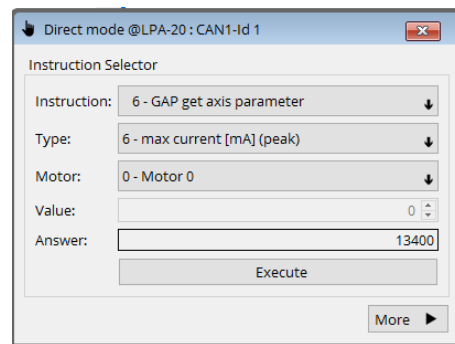 Direct mode @LPA-20 : CAN1-Id 1
Instruction Selector
Instruction: 6 - GAP get axis parameter
Type: 6 - max current [mA] (peak)
Motor: 0 - Motor 0
Value: 0
Answer: 13400
Execute
More